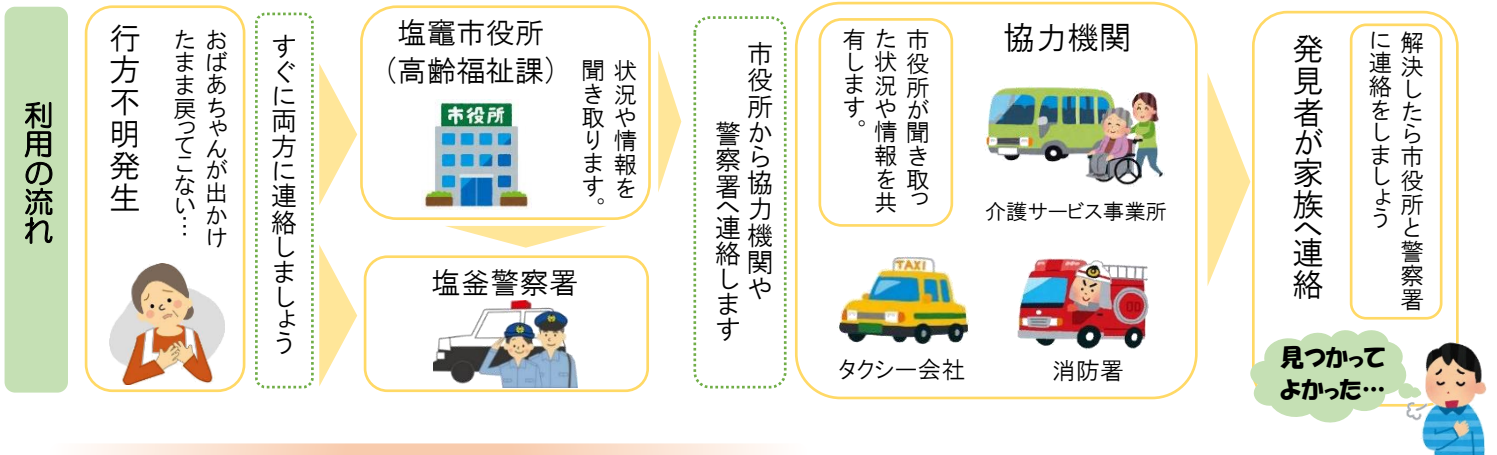 利用の流れ
行方不明発生
おばあちゃんが出かけ
たまま戻ってこない…
すぐに両方に連絡しましょう
塩竈市役所
（高齢福祉課）
状況や情報を
聞き取ります。
市役所
塩釜警察署
市役所から協力機関や
警察署へ連絡します
協力機関
市役所が聞き取っ
た状況や情報を共
有します。
介護サービス事業所
TAXI
タクシー会社
消防署
発見者が家族へ連絡
解決したら市役所と警察署
に連絡をしましょう
見つかって
よかった…